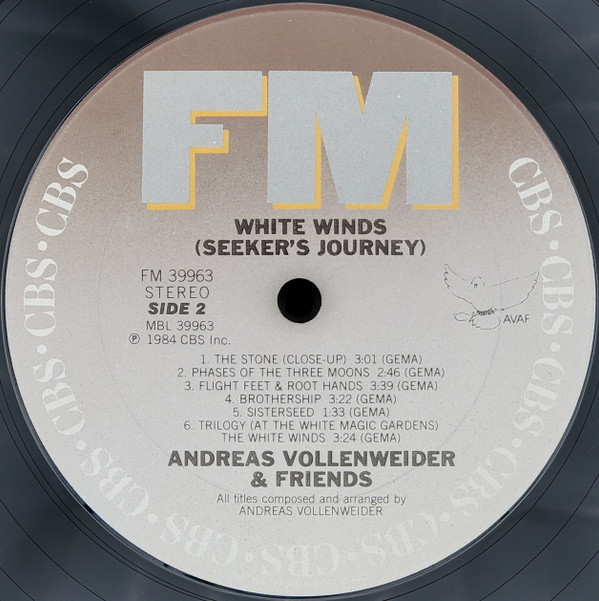 FM
WHITE WINDS
(SEEKER'S JOURNEY)
FM 39963
STEREO
SIDE 2
MBL 39963
℗ 1984 CBS Inc.
AVAF
1. THE STONE (CLOSE-UP) 3:01 (GEMA)
2. PHASES OF THE THREE MOONS 2:46 (GEMA)
3. FLIGHT FEET & ROOT HANDS 3:39 (GEMA)
4. BROTHERSHIP 3:22 (GEMA)
5. SISTERSEED 1:33 (GEMA)
6. TRILOGY (AT THE WHITE MAGIC GARDENS)
THE WHITE WINDS 3:24 (GEMA)
ANDREAS VOLLENWEIDER
& FRIENDS
All titles composed and arranged by
ANDREAS VOLLENWEIDER
CBS · CBS · CBS · CBS · CBS · CBS · CBS · CBS · CBS · CBS · CBS